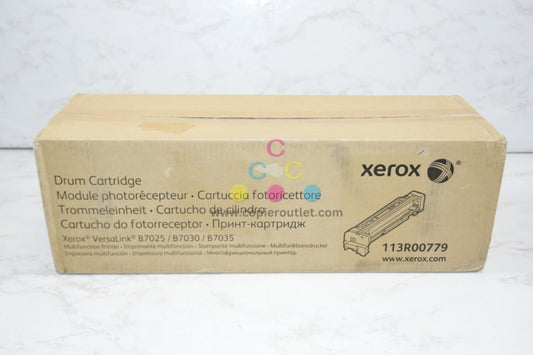 Drum Cartridge
Module photorécepteur • Cartuccia fotoricettore
Trommeleinheit • Cartucho de cilindro
Cartucho do fotorreceptor • Принт-картридж
Xerox® VersaLink® B7025 / B7030 / B7035
Multifunction Printer • Imprimante multifonction • Stampante multifunzione • Multifunktionsdrucker
Impresora multifunción • Impressora multifuncional • Многофункциональный принтер
xerox
113R00779
www.xerox.com
C
C C
www.copieroutlet.com